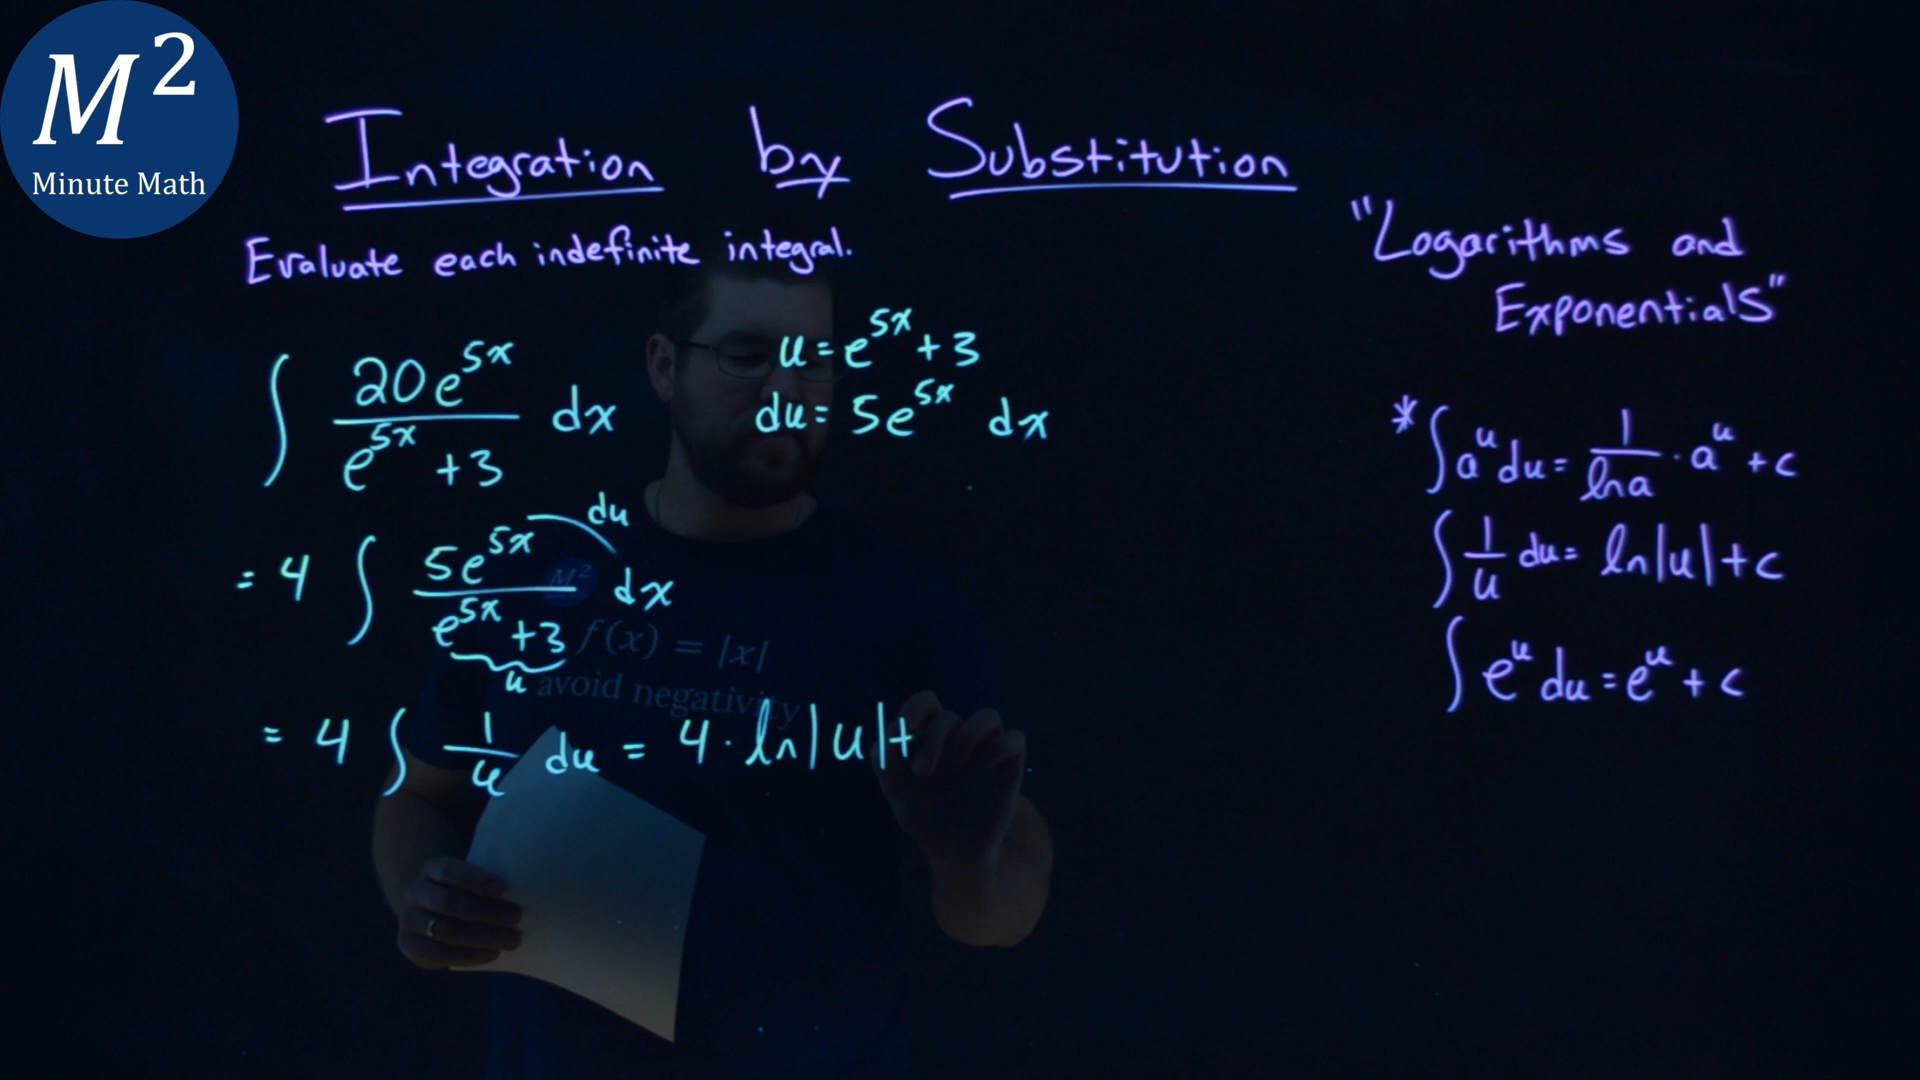 M²
Minute Math
Integration by Substitution
Evaluate each indefinite integral.
"Logarithms and
Exponentials"
∫ 20e^{5x} / (e^{5x} + 3) dx
u = e^{5x} + 3
du = 5e^{5x} dx
= 4 ∫ 5e^{5x} / (e^{5x} + 3) dx
du
u
= 4 ∫ 1/u du = 4 · ln|u| +
* ∫ a^u du = 1/ln a · a^u + c
∫ 1/u du = ln|u| + c
∫ e^u du = e^u + c
M²
f(x) = |x|
avoid negativity